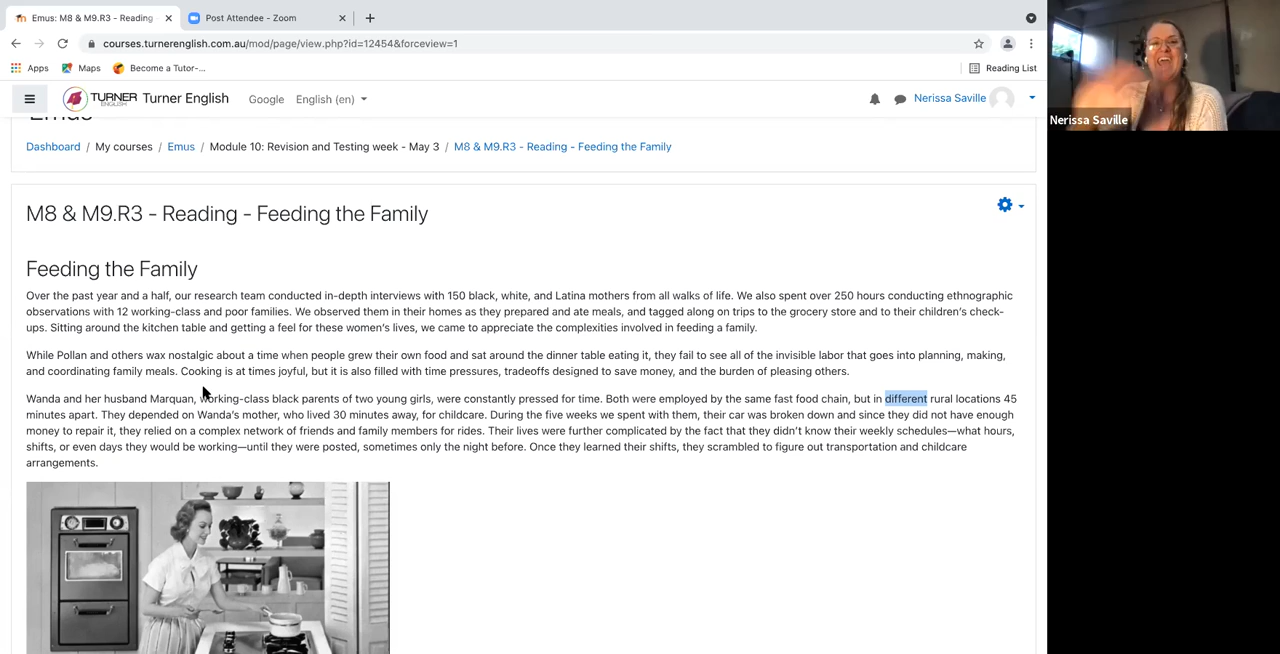 Emus: M8 & M9.R3 - Reading
Post Attendee - Zoom
courses.turnerenglish.com.au/mod/page/view.php?id=12454&forceview=1
Apps
Maps
Become a Tutor-...
Reading List
TURNER
ENGLISH
Turner English
Google
English (en)
Nerissa Saville
Nerissa Saville
Emus
Dashboard / My courses / Emus / Module 10: Revision and Testing week - May 3 / M8 & M9.R3 - Reading - Feeding the Family
M8 & M9.R3 - Reading - Feeding the Family
Feeding the Family
Over the past year and a half, our research team conducted in-depth interviews with 150 black, white, and Latina mothers from all walks of life. We also spent over 250 hours conducting ethnographic
observations with 12 working-class and poor families. We observed them in their homes as they prepared and ate meals, and tagged along on trips to the grocery store and to their children's check-
ups. Sitting around the kitchen table and getting a feel for these women's lives, we came to appreciate the complexities involved in feeding a family.
While Pollan and others wax nostalgic about a time when people grew their own food and sat around the dinner table eating it, they fail to see all of the invisible labor that goes into planning, making,
and coordinating family meals. Cooking is at times joyful, but it is also filled with time pressures, tradeoffs designed to save money, and the burden of pleasing others.
Wanda and her husband Marquan, working-class black parents of two young girls, were constantly pressed for time. Both were employed by the same fast food chain, but in different rural locations 45
minutes apart. They depended on Wanda's mother, who lived 30 minutes away, for childcare. During the five weeks we spent with them, their car was broken down and since they did not have enough
money to repair it, they relied on a complex network of friends and family members for rides. Their lives were further complicated by the fact that they didn't know their weekly schedules—what hours,
shifts, or even days they would be working—until they were posted, sometimes only the night before. Once they learned their shifts, they scrambled to figure out transportation and childcare
arrangements.